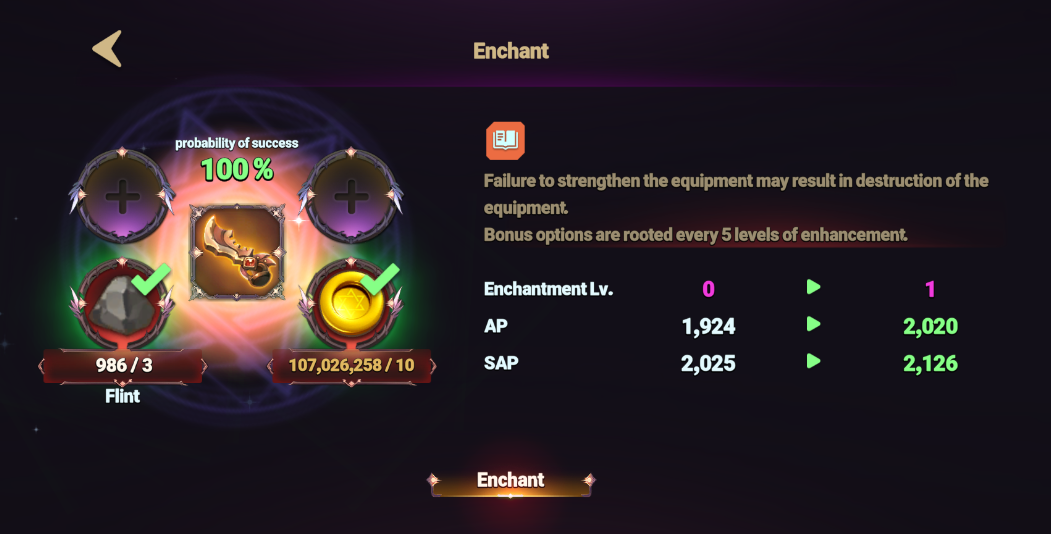 Enchant
probability of success
100 %
986 / 3
107,026,258 / 10
Flint
Failure to strengthen the equipment may result in destruction of the
equipment.
Bonus options are rooted every 5 levels of enhancement.
Enchantment Lv. 0 1
AP 1,924 2,020
SAP 2,025 2,126
Enchant